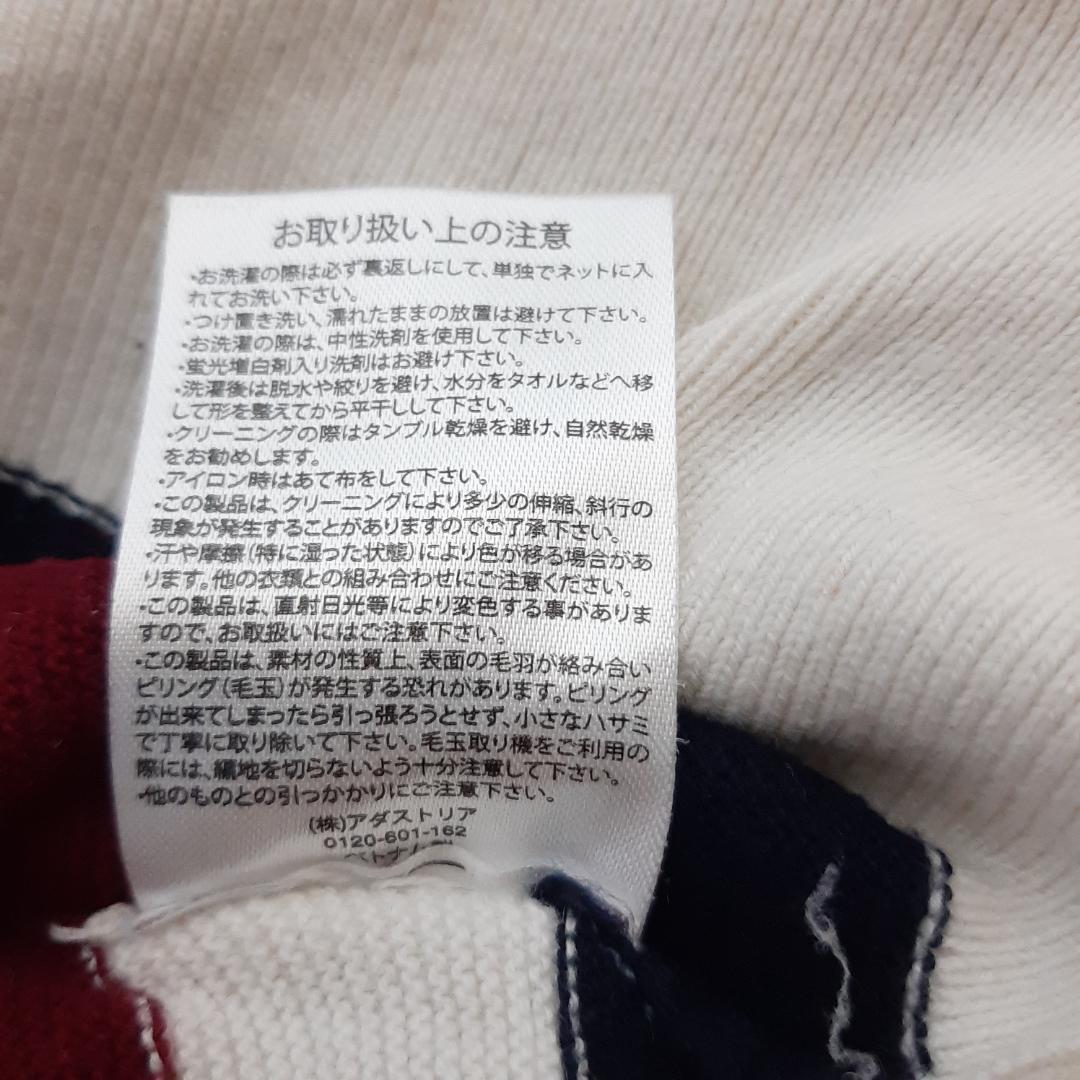 お取り扱い上の注意
・お洗濯の際は必ず裏返しにして、単独でネットに入
れてお洗い下さい。
・つけ置き洗い、濡れたままの放置は避けて下さい。
・お洗濯の際は、中性洗剤を使用して下さい。
・蛍光増白剤入り洗剤はお避け下さい。
・洗濯後は脱水や絞りを避け、水分をタオルなどへ移
して形を整えてから平干しして下さい。
・クリーニングの際はタンブル乾燥を避け、自然乾燥
をお勧めします。
・アイロン時はあて布をして下さい。
・この製品は、クリーニングにより多少の伸縮、斜行の
現象が発生することがありますのでご了承下さい。
・汗や摩擦(特に湿った状態)により色が移る場合があ
ります。他の衣類との組み合わせにご注意ください。
・この製品は、直射日光等により変色する事がありま
すので、お取扱いにはご注意下さい。
・この製品は、素材の性質上、表面の毛羽が絡み合い
ピリング(毛玉)が発生する恐れがあります。ピリング
が出来てしまったら引っ張ろうとせず、小さなハサミ
で丁寧に取り除いて下さい。毛玉取り機をご利用の
際には、編地を切らないよう十分注意して下さい。
・他のものとの引っかかりにご注意下さい。
(株)アダストリア
0120-601-162
ベトナム製